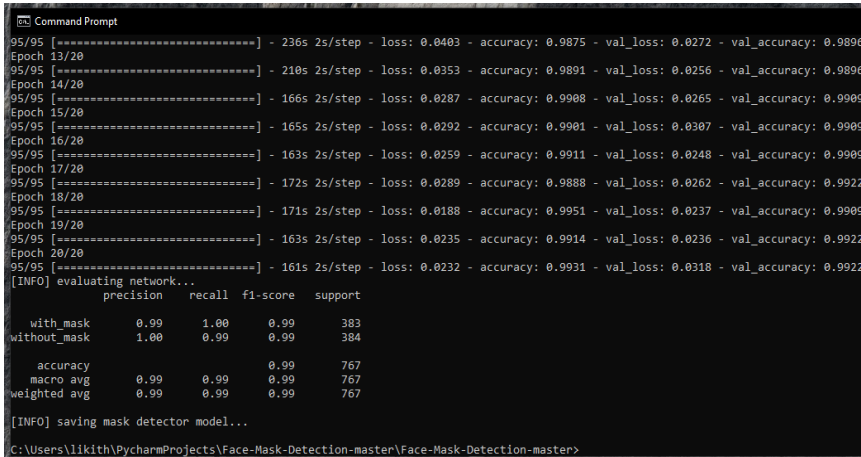 Command Prompt
95/95 [==============================] - 236s 2s/step - loss: 0.0403 - accuracy: 0.9875 - val_loss: 0.0272 - val_accuracy: 0.9896
Epoch 13/20
95/95 [==============================] - 210s 2s/step - loss: 0.0353 - accuracy: 0.9891 - val_loss: 0.0256 - val_accuracy: 0.9896
Epoch 14/20
95/95 [==============================] - 166s 2s/step - loss: 0.0287 - accuracy: 0.9908 - val_loss: 0.0265 - val_accuracy: 0.9909
Epoch 15/20
95/95 [==============================] - 165s 2s/step - loss: 0.0292 - accuracy: 0.9901 - val_loss: 0.0307 - val_accuracy: 0.9909
Epoch 16/20
95/95 [==============================] - 163s 2s/step - loss: 0.0259 - accuracy: 0.9911 - val_loss: 0.0248 - val_accuracy: 0.9909
Epoch 17/20
95/95 [==============================] - 172s 2s/step - loss: 0.0289 - accuracy: 0.9888 - val_loss: 0.0262 - val_accuracy: 0.9922
Epoch 18/20
95/95 [==============================] - 171s 2s/step - loss: 0.0188 - accuracy: 0.9951 - val_loss: 0.0237 - val_accuracy: 0.9909
Epoch 19/20
95/95 [==============================] - 163s 2s/step - loss: 0.0235 - accuracy: 0.9914 - val_loss: 0.0236 - val_accuracy: 0.9922
Epoch 20/20
95/95 [==============================] - 161s 2s/step - loss: 0.0232 - accuracy: 0.9931 - val_loss: 0.0318 - val_accuracy: 0.9922
[INFO] evaluating network...
precision recall f1-score support
with_mask 0.99 1.00 0.99 383
without_mask 1.00 0.99 0.99 384
accuracy 0.99 767
macro avg 0.99 0.99 0.99 767
weighted avg 0.99 0.99 0.99 767
[INFO] saving mask detector model...
C:\Users\likith\PycharmProjects\Face-Mask-Detection-master\Face-Mask-Detection-master>